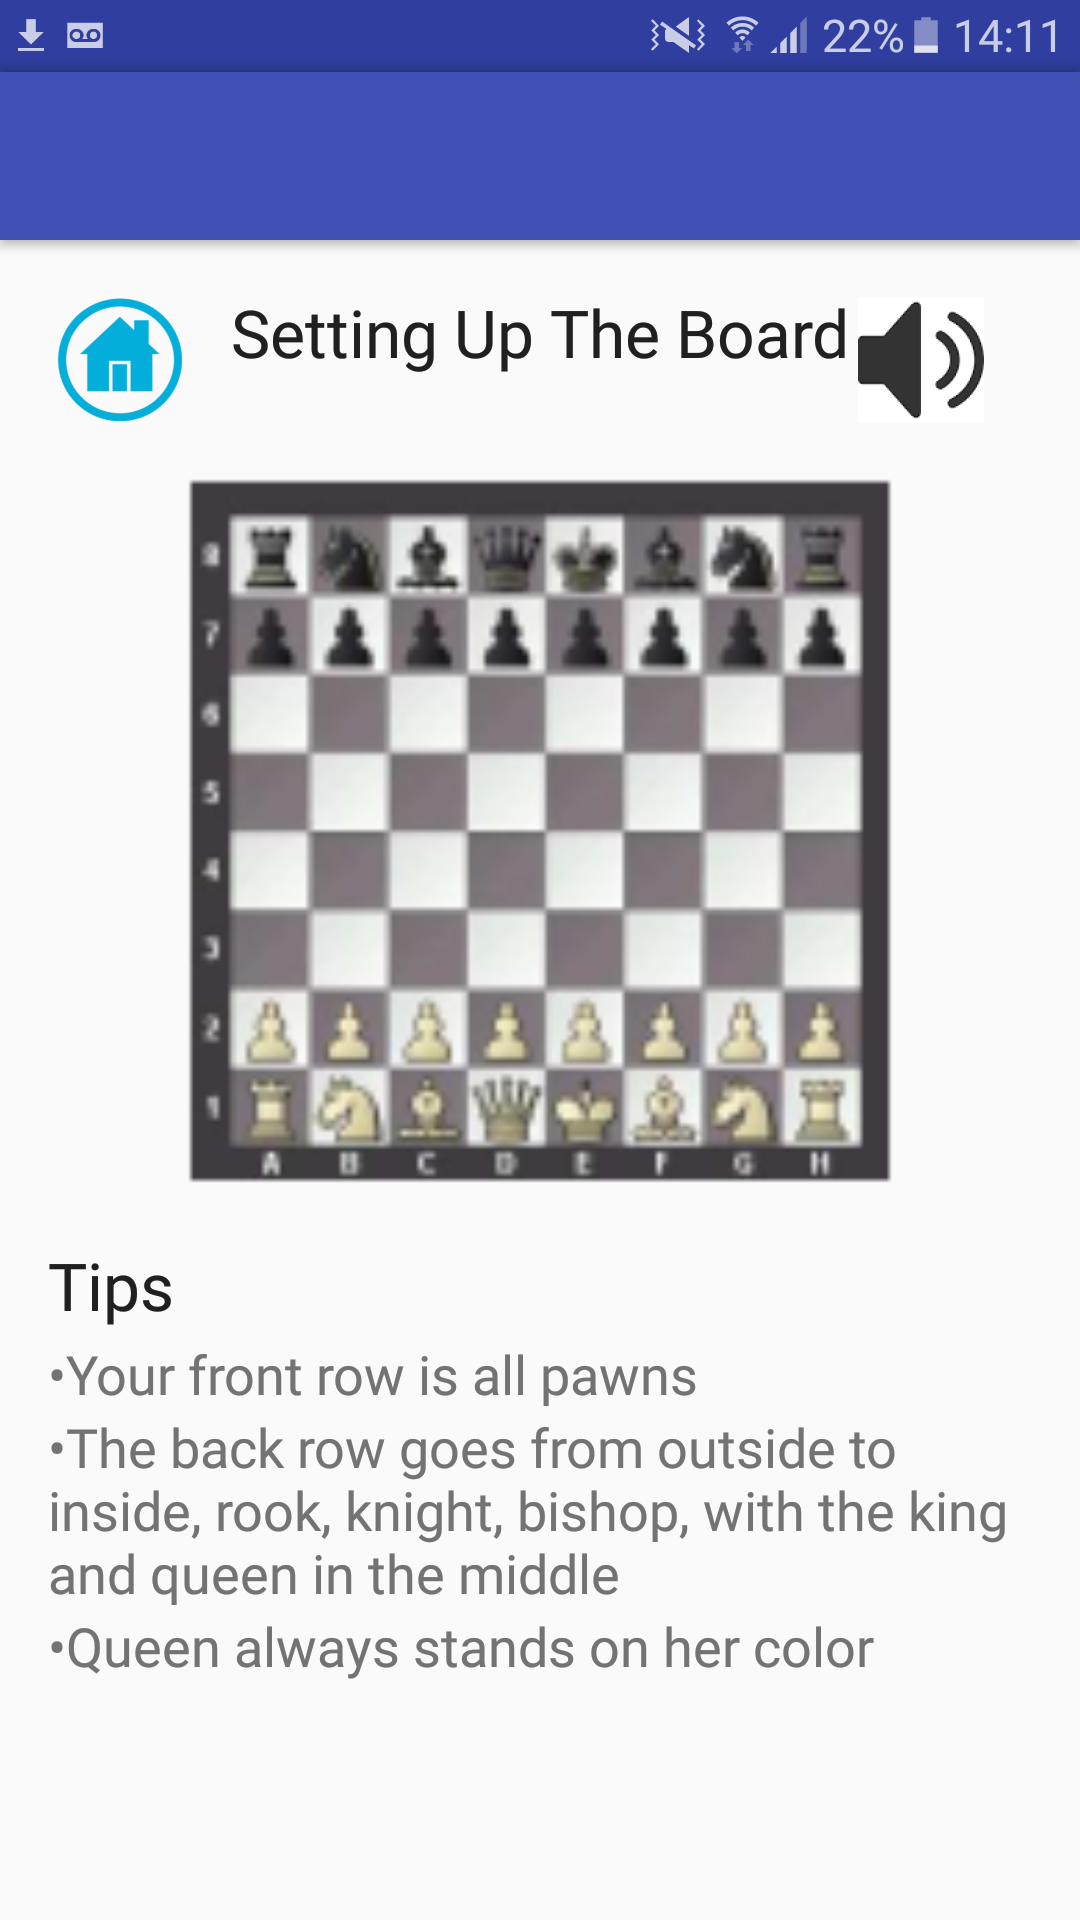 22% 14:11
Setting Up The Board
8
7
6
5
4
3
2
1
A B C D E F G H
Tips
•Your front row is all pawns
•The back row goes from outside to
inside, rook, knight, bishop, with the king
and queen in the middle
•Queen always stands on her color